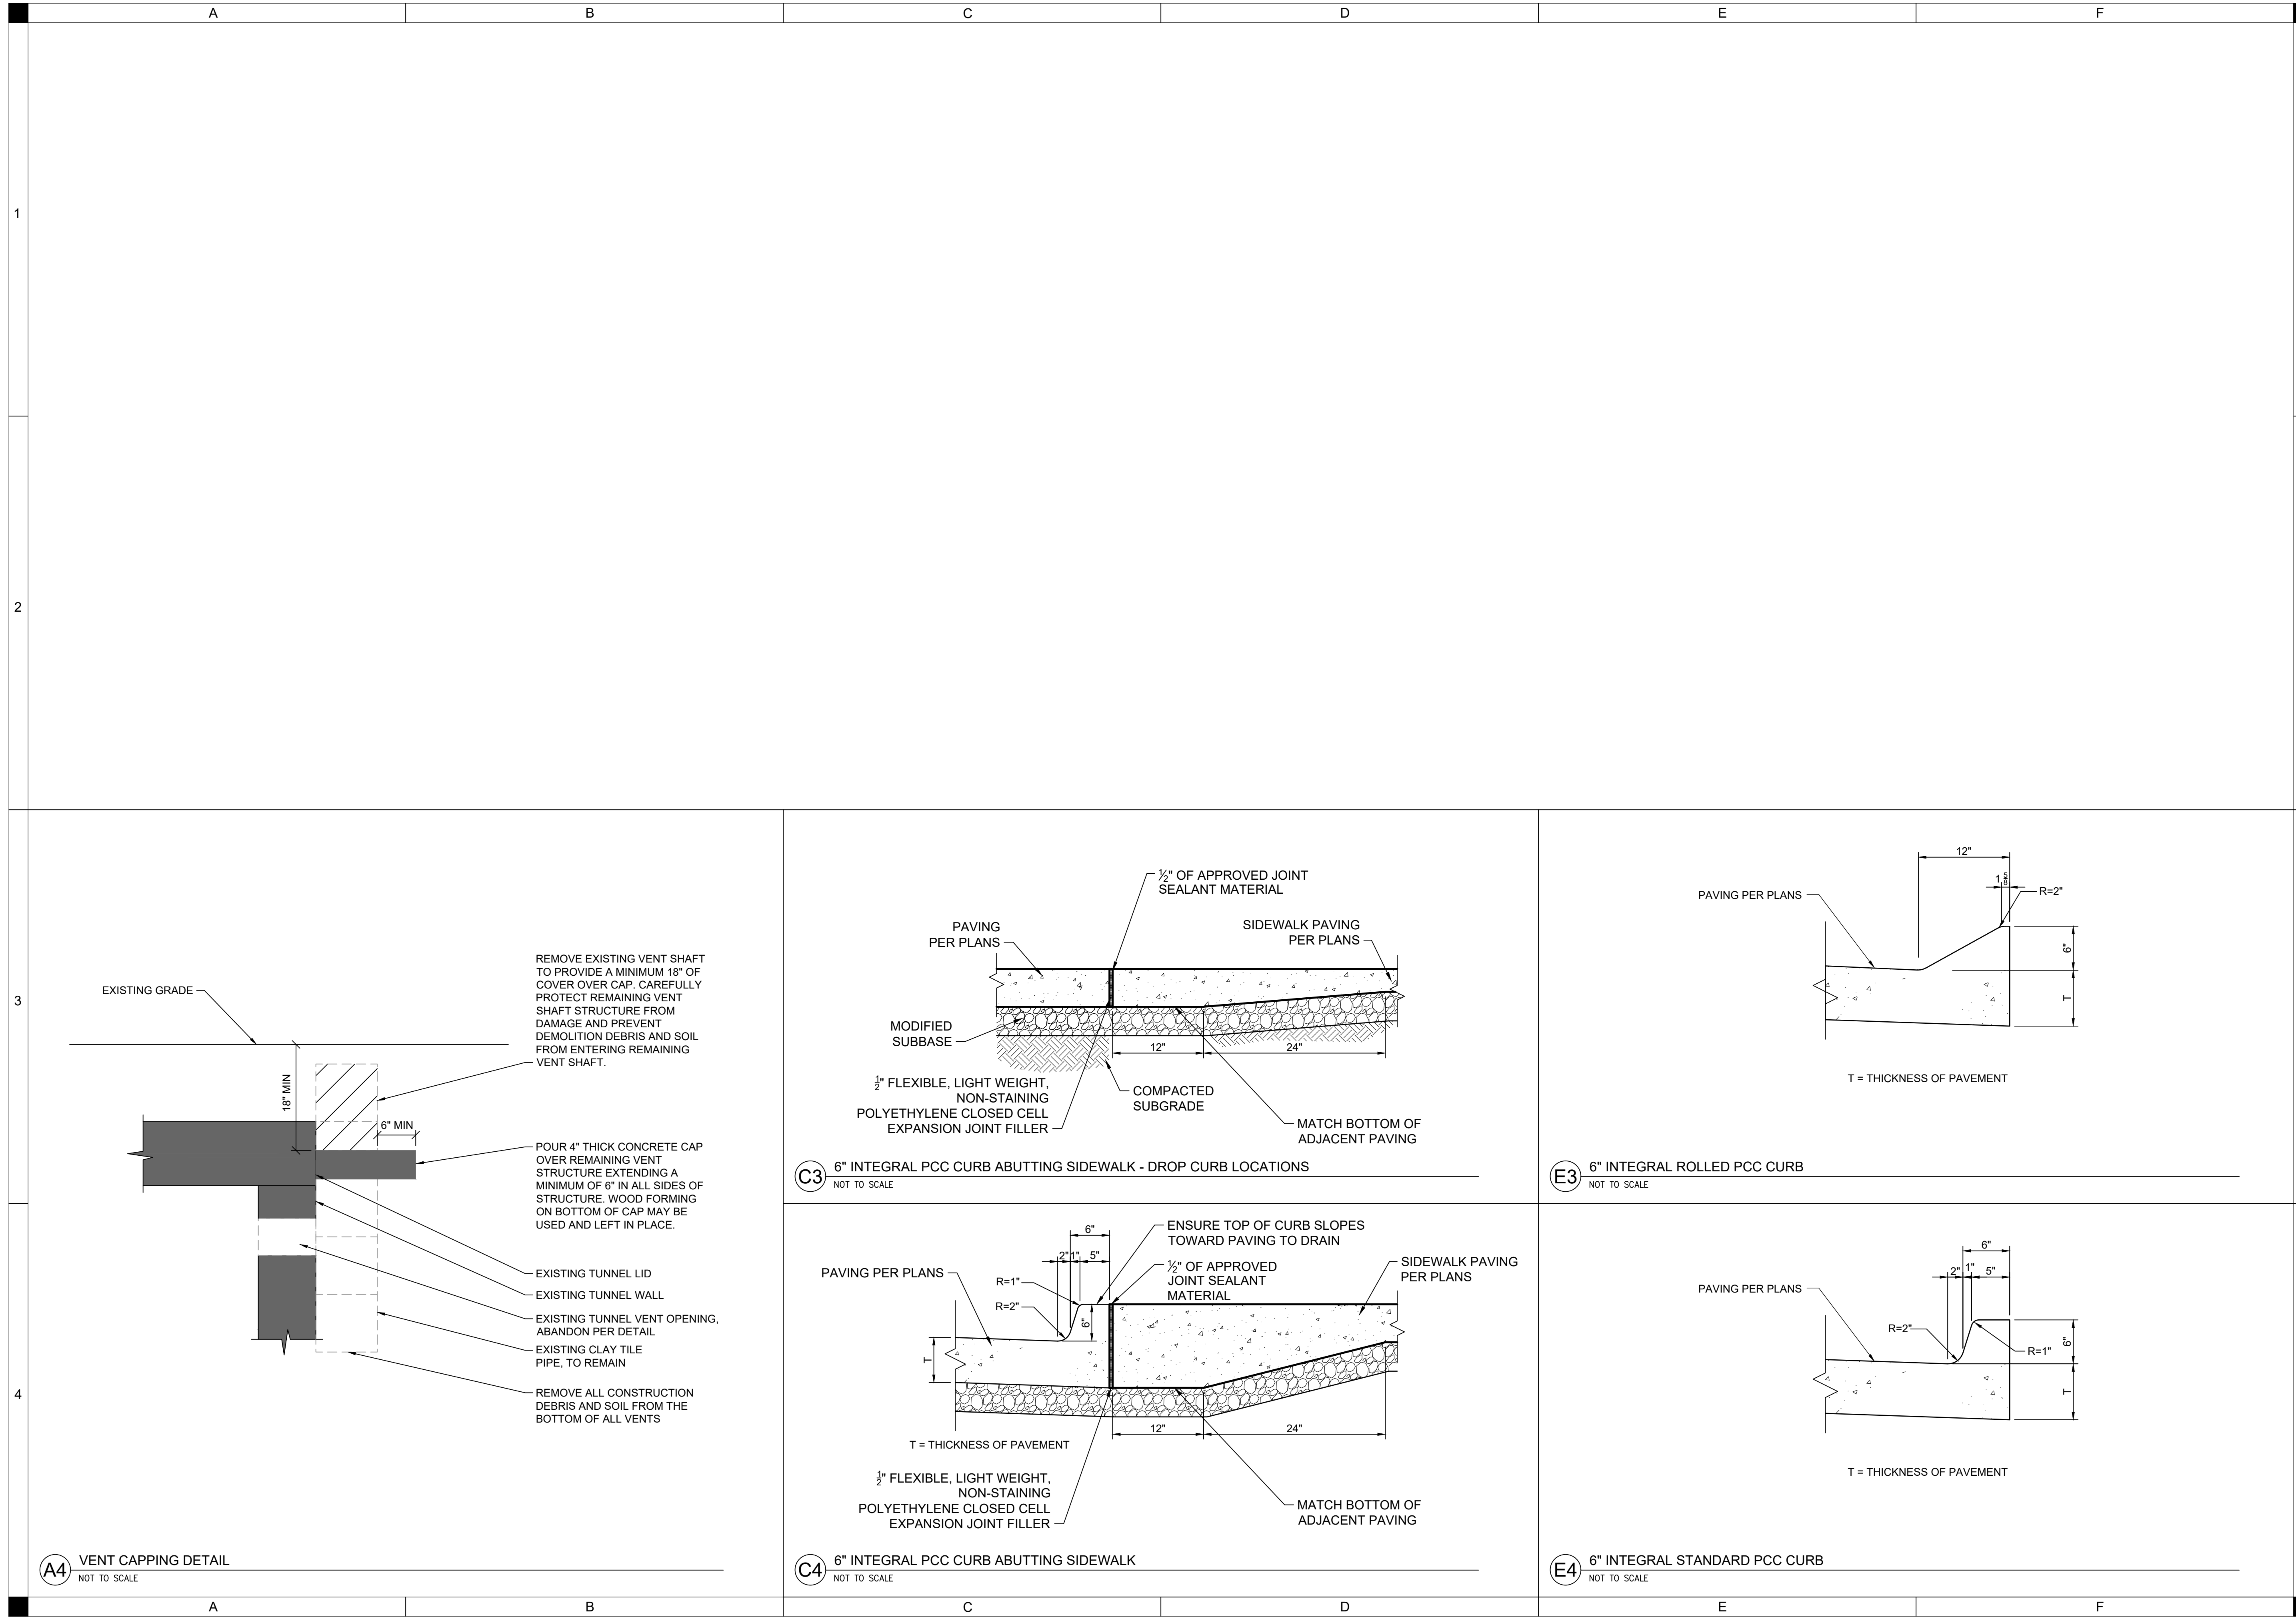 A B C D E F
1
2
3
4
EXISTING GRADE
18" MIN
6" MIN
REMOVE EXISTING VENT SHAFT
TO PROVIDE A MINIMUM 18" OF
COVER OVER CAP. CAREFULLY
PROTECT REMAINING VENT
SHAFT STRUCTURE FROM
DAMAGE AND PREVENT
DEMOLITION DEBRIS AND SOIL
FROM ENTERING REMAINING
VENT SHAFT.
POUR 4" THICK CONCRETE CAP
OVER REMAINING VENT
STRUCTURE EXTENDING A
MINIMUM OF 6" IN ALL SIDES OF
STRUCTURE. WOOD FORMING
ON BOTTOM OF CAP MAY BE
USED AND LEFT IN PLACE.
EXISTING TUNNEL LID
EXISTING TUNNEL WALL
EXISTING TUNNEL VENT OPENING,
ABANDON PER DETAIL
EXISTING CLAY TILE
PIPE, TO REMAIN
REMOVE ALL CONSTRUCTION
DEBRIS AND SOIL FROM THE
BOTTOM OF ALL VENTS
A4 VENT CAPPING DETAIL
NOT TO SCALE
½" OF APPROVED JOINT
SEALANT MATERIAL
PAVING
PER PLANS
SIDEWALK PAVING
PER PLANS
MODIFIED
SUBBASE
12"
24"
½" FLEXIBLE, LIGHT WEIGHT,
NON-STAINING
POLYETHYLENE CLOSED CELL
EXPANSION JOINT FILLER
COMPACTED
SUBGRADE
MATCH BOTTOM OF
ADJACENT PAVING
C3 6" INTEGRAL PCC CURB ABUTTING SIDEWALK - DROP CURB LOCATIONS
NOT TO SCALE
6"
2" 1" 5"
ENSURE TOP OF CURB SLOPES
TOWARD PAVING TO DRAIN
½" OF APPROVED
JOINT SEALANT
MATERIAL
SIDEWALK PAVING
PER PLANS
PAVING PER PLANS
R=1"
R=2"
6"
T
12"
24"
T = THICKNESS OF PAVEMENT
½" FLEXIBLE, LIGHT WEIGHT,
NON-STAINING
POLYETHYLENE CLOSED CELL
EXPANSION JOINT FILLER
MATCH BOTTOM OF
ADJACENT PAVING
C4 6" INTEGRAL PCC CURB ABUTTING SIDEWALK
NOT TO SCALE
12"
1⅝
R=2"
PAVING PER PLANS
6"
T
T = THICKNESS OF PAVEMENT
E3 6" INTEGRAL ROLLED PCC CURB
NOT TO SCALE
6"
2" 1" 5"
PAVING PER PLANS
R=2"
R=1"
6"
T
T = THICKNESS OF PAVEMENT
E4 6" INTEGRAL STANDARD PCC CURB
NOT TO SCALE
A B C D E F